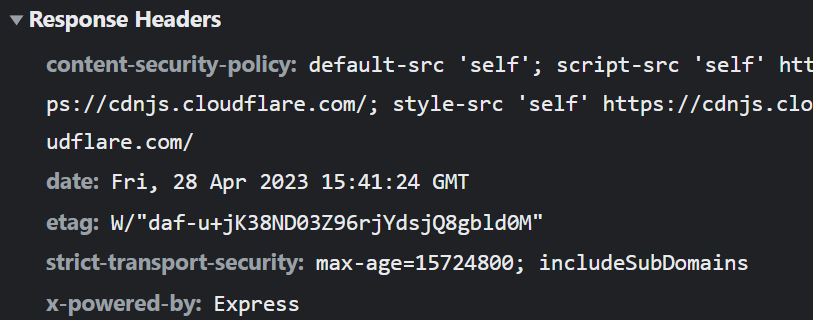 Response Headers
content-security-policy: default-src 'self'; script-src 'self' htt
ps://cdnjs.cloudflare.com/; style-src 'self' https://cdnjs.clo
udflare.com/
date: Fri, 28 Apr 2023 15:41:24 GMT
etag: W/"daf-u+jK38ND03Z96rjYdsjQ8gbld0M"
strict-transport-security: max-age=15724800; includeSubDomains
x-powered-by: Express